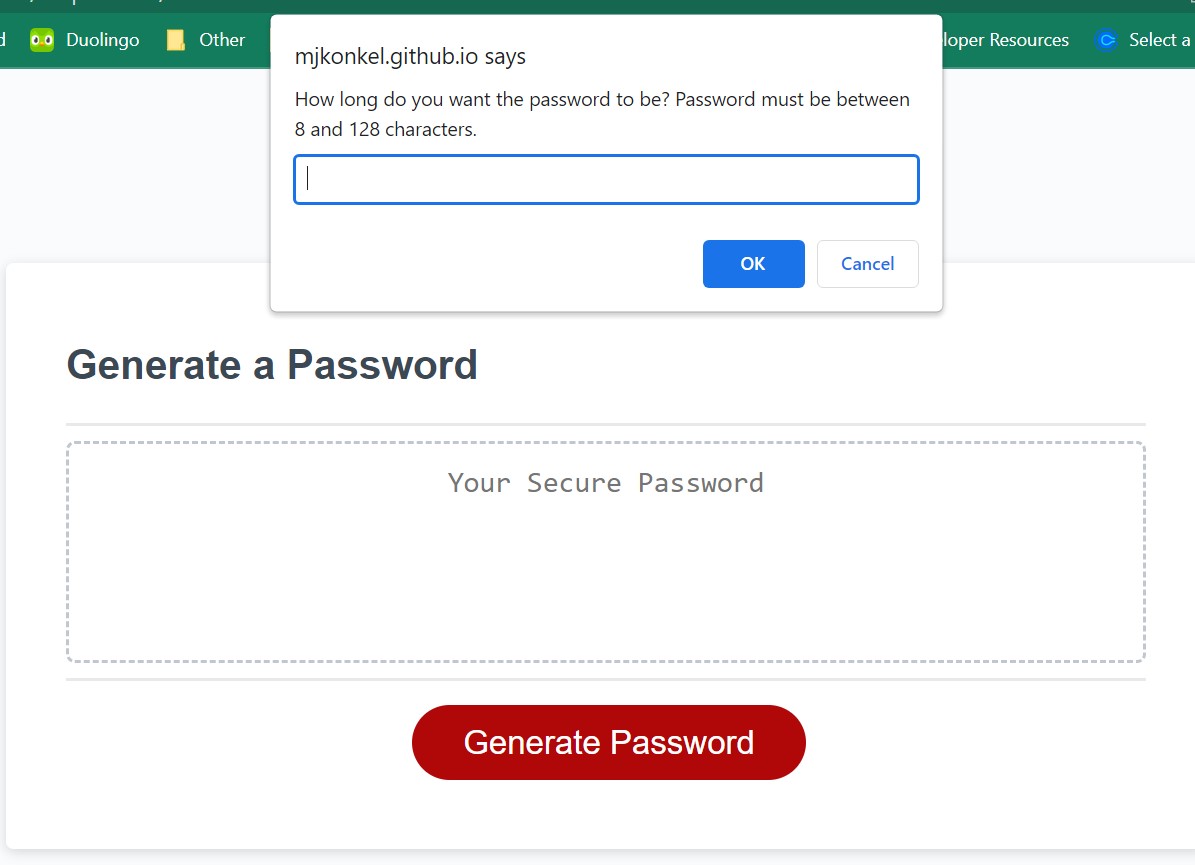 Duolingo Other loper Resources Select a
mjkonkel.github.io says
How long do you want the password to be? Password must be between
8 and 128 characters.
OK Cancel
Generate a Password
Your Secure Password
Generate Password